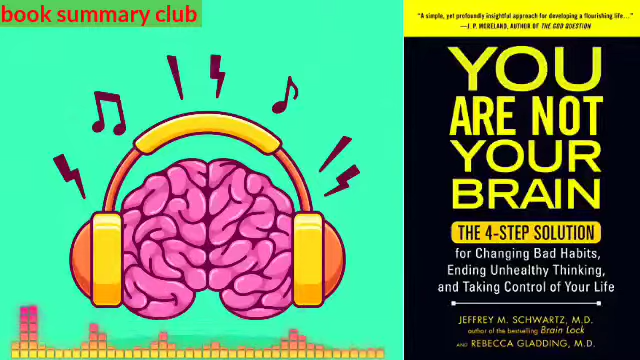 book summary club
"A simple, yet profoundly insightful approach for developing a flourishing life..."
—J. P. MORELAND, AUTHOR OF THE GOD QUESTION
YOU
ARE NOT
YOUR
BRAIN
THE 4-STEP SOLUTION
for Changing Bad Habits,
Ending Unhealthy Thinking,
and Taking Control of Your Life
JEFFREY M. SCHWARTZ, M.D.
author of the bestselling Brain Lock
AND REBECCA GLADDING, M.D.